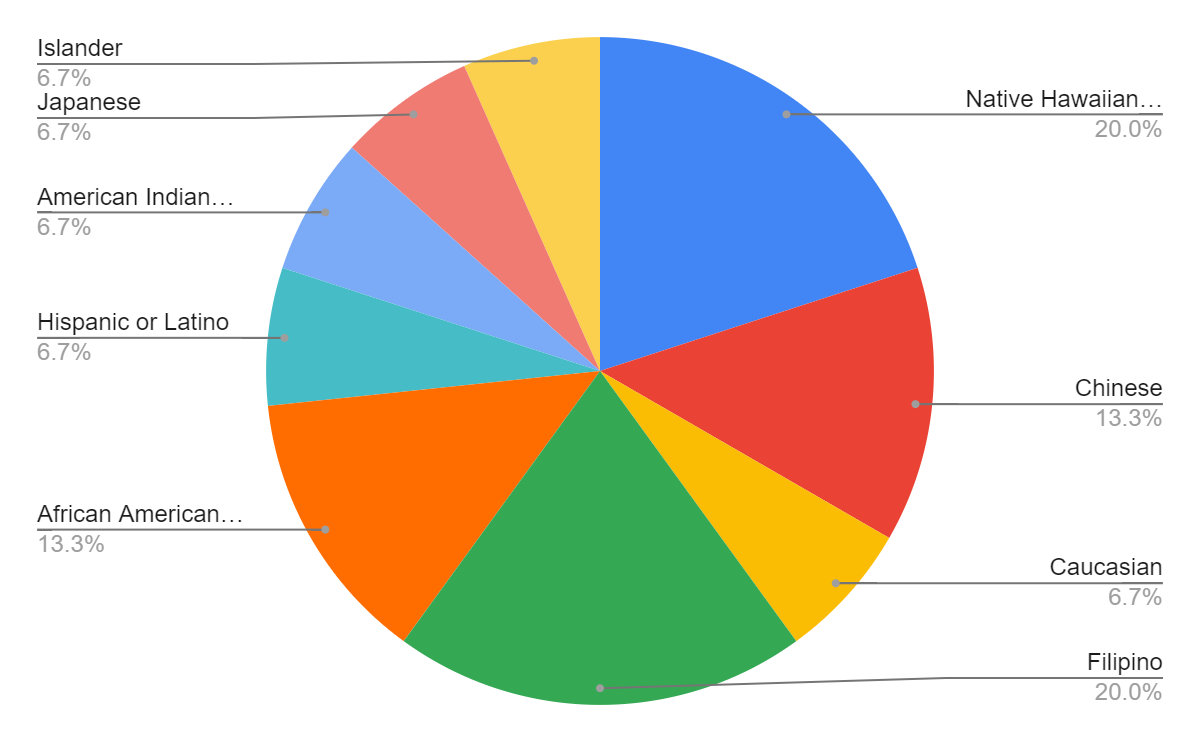 Islander
6.7%
Japanese
6.7%
American Indian…
6.7%
Hispanic or Latino
6.7%
African American…
13.3%
Native Hawaiian…
20.0%
Chinese
13.3%
Caucasian
6.7%
Filipino
20.0%